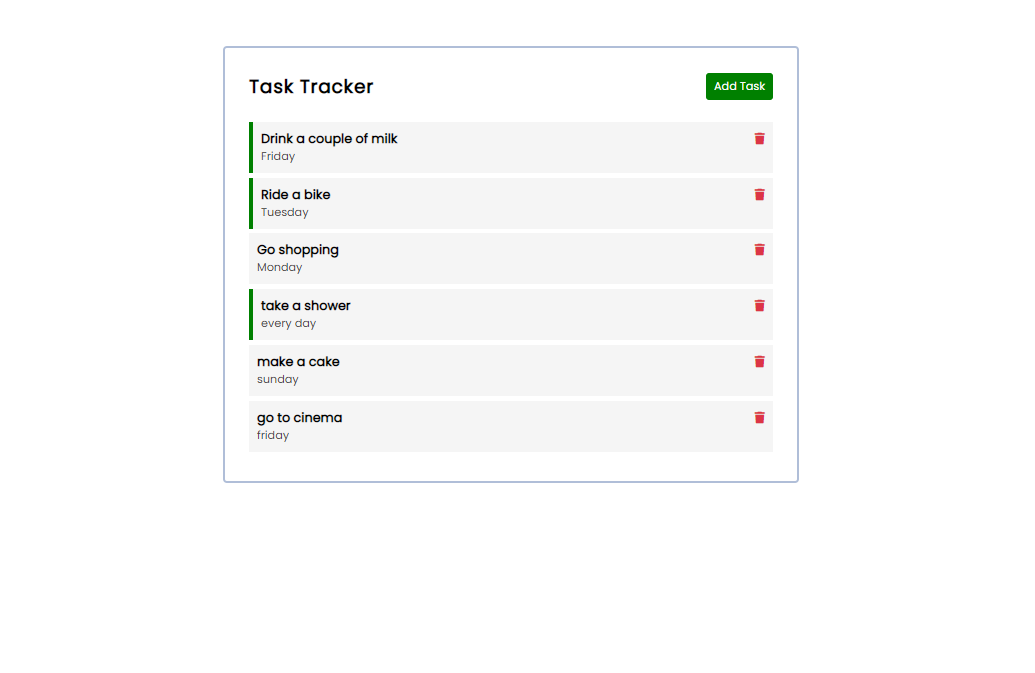 Task Tracker
Add Task
Drink a couple of milk
Friday
Ride a bike
Tuesday
Go shopping
Monday
take a shower
every day
make a cake
sunday
go to cinema
friday